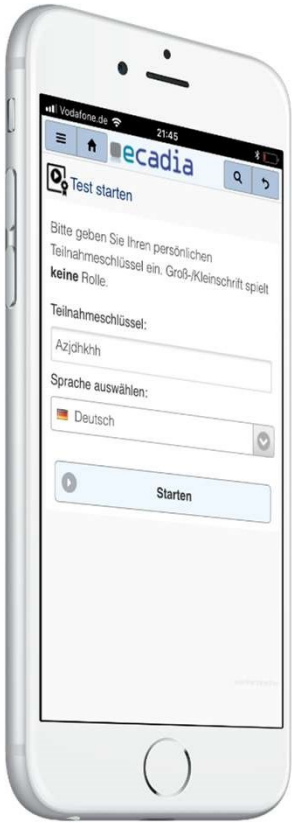 Vodafone.de 21:45
ecadia
Test starten
Bitte geben Sie Ihren persönlichen
Teilnahmeschlüssel ein. Groß-/Kleinschrift spielt
keine Rolle.
Teilnahmeschlüssel:
Azjdhkhh
Sprache auswählen:
Deutsch
Starten